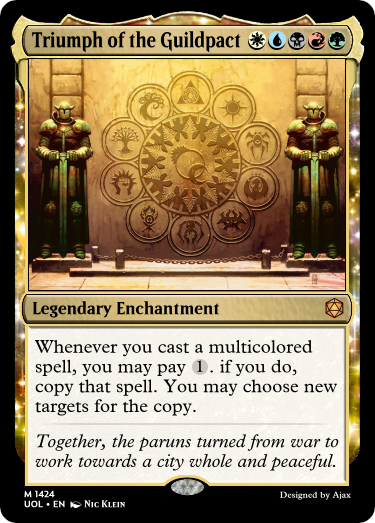 Triumph of the Guildpact
Legendary Enchantment
Whenever you cast a multicolored
spell, you may pay 1. if you do,
copy that spell. You may choose new
targets for the copy.
Together, the paruns turned from war to
work towards a city whole and peaceful.
M 1424
UOL • EN Nic Klein
Designed by Ajax